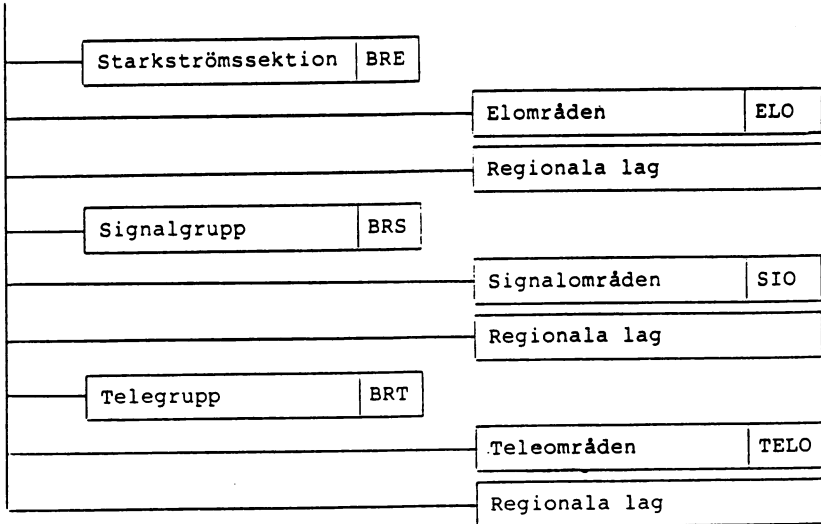 Starkströmssektion BRE
Elområden ELO
Regionala lag
Signalgrupp BRS
Signalområden SIO
Regionala lag
Telegrupp BRT
Teleområden TELO
Regionala lag